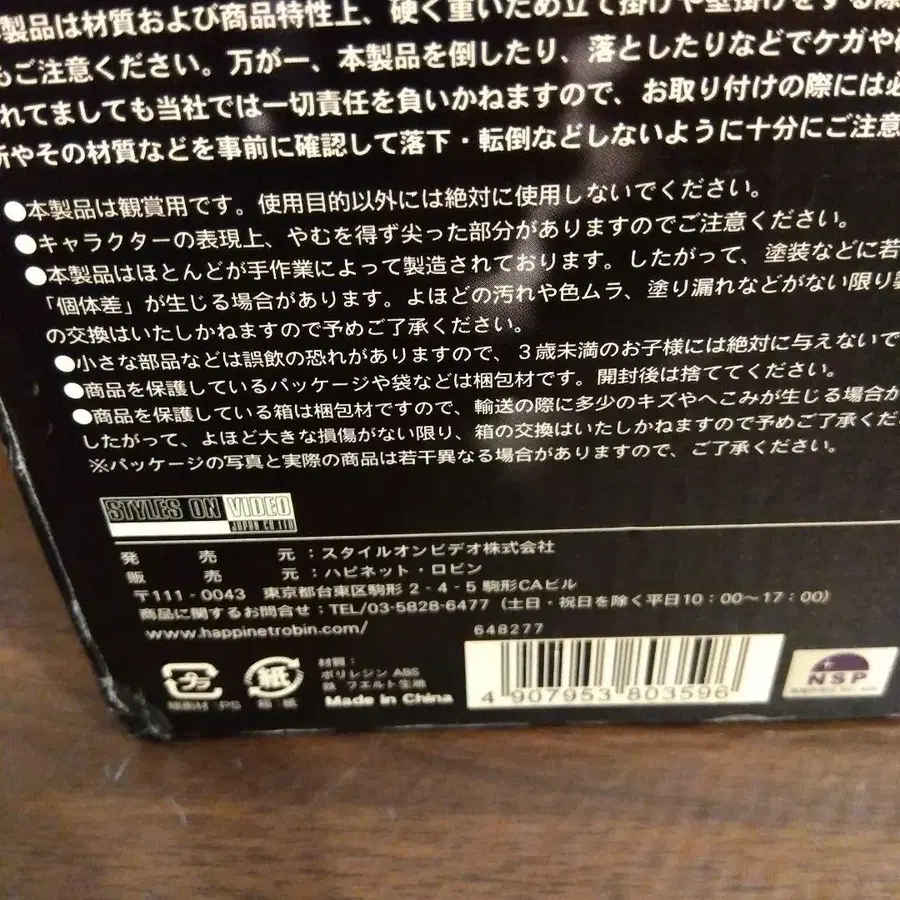 製品は材質および商品特性上、硬く重いため立て掛けや壁掛けをする際
もご注意ください。万が一、本製品を倒したり、落としたりなどでケガや
れてましても当社では一切責任を負いかねますので、お取り付けの際には必
所やその材質などを事前に確認して落下・転倒などしないように十分にご注意
●本製品は観賞用です。使用目的以外には絶対に使用しないでください。
●キャラクターの表現上、やむを得ず尖った部分がありますのでご注意ください。
●本製品はほとんどが手作業によって製造されております。したがって、塗装などに若
「個体差」が生じる場合があります。よほどの汚れや色ムラ、塗り漏れなどがない限り
の交換はいたしかねますので予めご了承ください。
●小さな部品などは誤飲の恐れがありますので、3歳未満のお子様には絶対に与えないで
●商品を保護しているパッケージや袋などは梱包材です。開封後は捨ててください。
●商品を保護している箱は梱包材ですので、輸送の際に多少のキズやへこみが生じる場合が
したがって、よほど大きな損傷がない限り、箱の交換はいたしかねますので予めご了承くださ
※パッケージの写真と実際の商品は若干異なる場合がありますので、ご了承ください。
STYLES ON VIDEO
JAPAN CO.,LTD
発売元：スタイルオンビデオ株式会社
販売元：ハピネット・ロビン
〒111-0043 東京都台東区駒形2-4-5 駒形CAビル
商品に関するお問合せ：TEL/03-5828-6477（土日・祝日を除く平日10：00〜17：00）
www.happinetrobin.com/
648277
プラ
紙
材質：
ポリレジン ABS
鉄 フエルト生地
Made in China
4 907953 803596
NSP